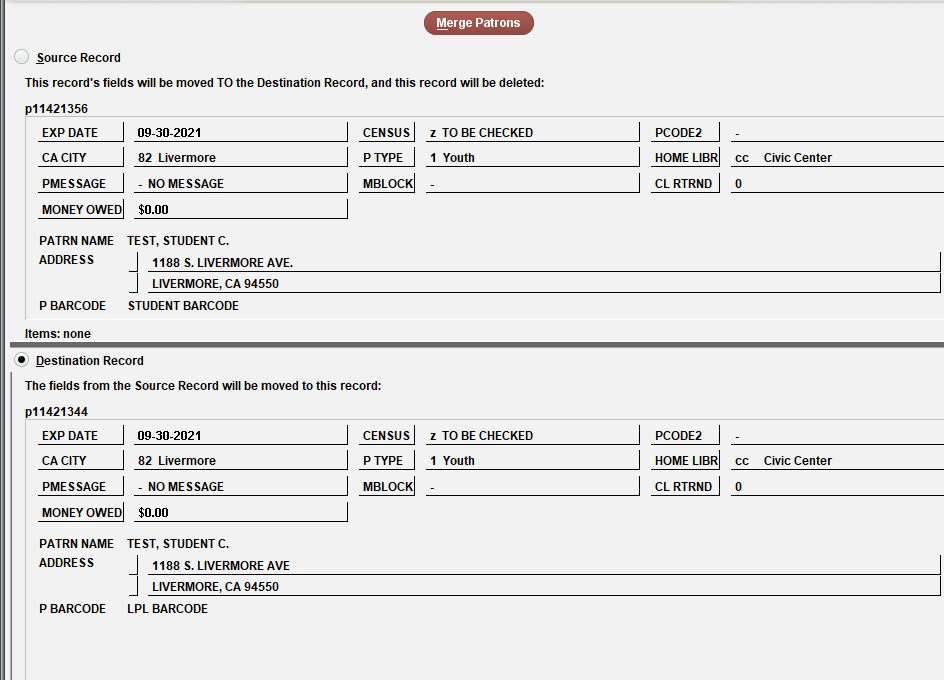 Merge Patrons
Source Record
This record's fields will be moved TO the Destination Record, and this record will be deleted:
p11421356
EXP DATE 09-30-2021 CENSUS z TO BE CHECKED PCODE2 -
CA CITY 82 Livermore P TYPE 1 Youth HOME LIBR cc Civic Center
PMESSAGE - NO MESSAGE MBLOCK - CL RTRND 0
MONEY OWED $0.00
PATRN NAME TEST, STUDENT C.
ADDRESS
1188 S. LIVERMORE AVE.
LIVERMORE, CA 94550
P BARCODE STUDENT BARCODE
Items: none
Destination Record
The fields from the Source Record will be moved to this record:
p11421344
EXP DATE 09-30-2021 CENSUS z TO BE CHECKED PCODE2 -
CA CITY 82 Livermore P TYPE 1 Youth HOME LIBR cc Civic Center
PMESSAGE - NO MESSAGE MBLOCK - CL RTRND 0
MONEY OWED $0.00
PATRN NAME TEST, STUDENT C.
ADDRESS
1188 S. LIVERMORE AVE
LIVERMORE, CA 94550
P BARCODE LPL BARCODE